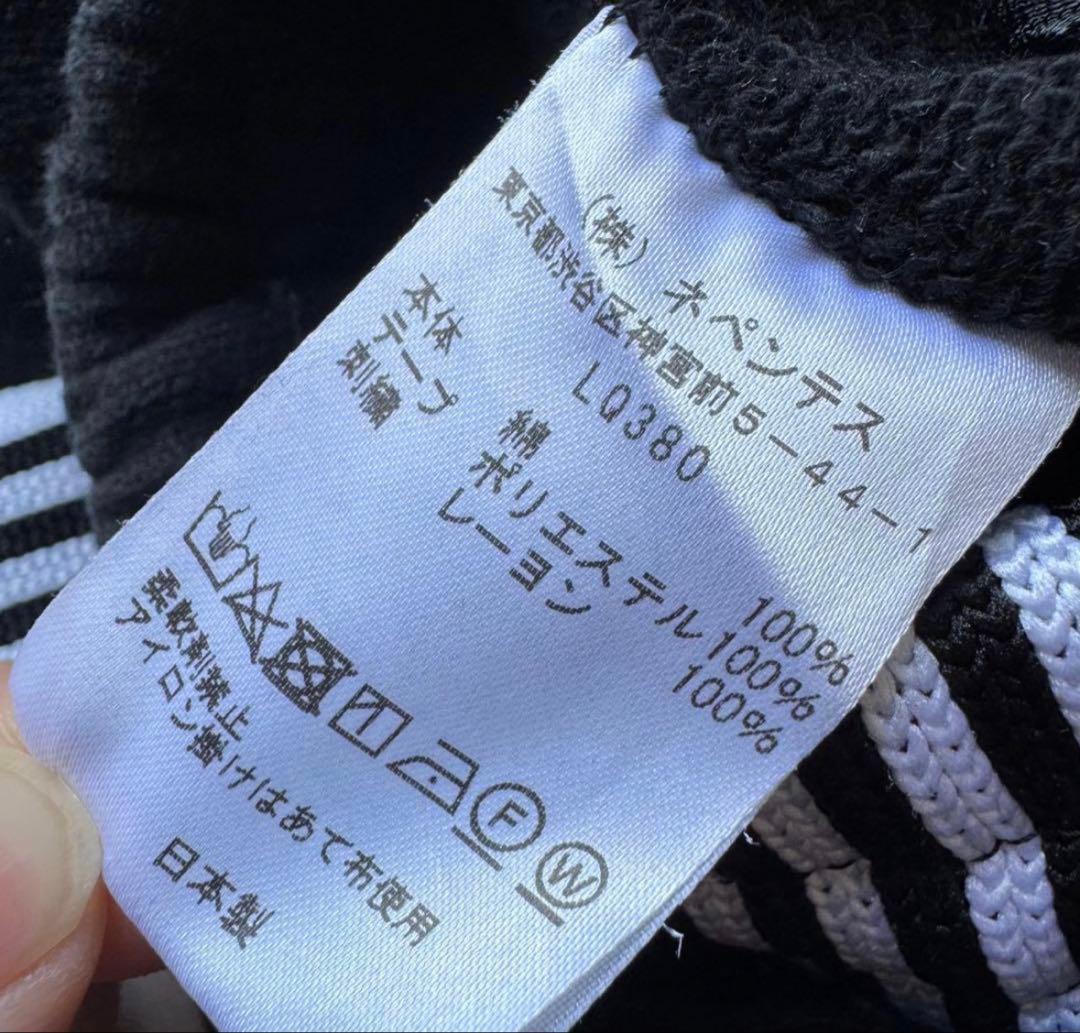 (株) ネペンテス
東京都渋谷区神宮前5-44-1
LQ380
本体 綿 100%
テープ ポリエステル 100%
刺繍 レーヨン 100%
F W
柔軟剤禁止
アイロン掛けはあて布使用
日本製